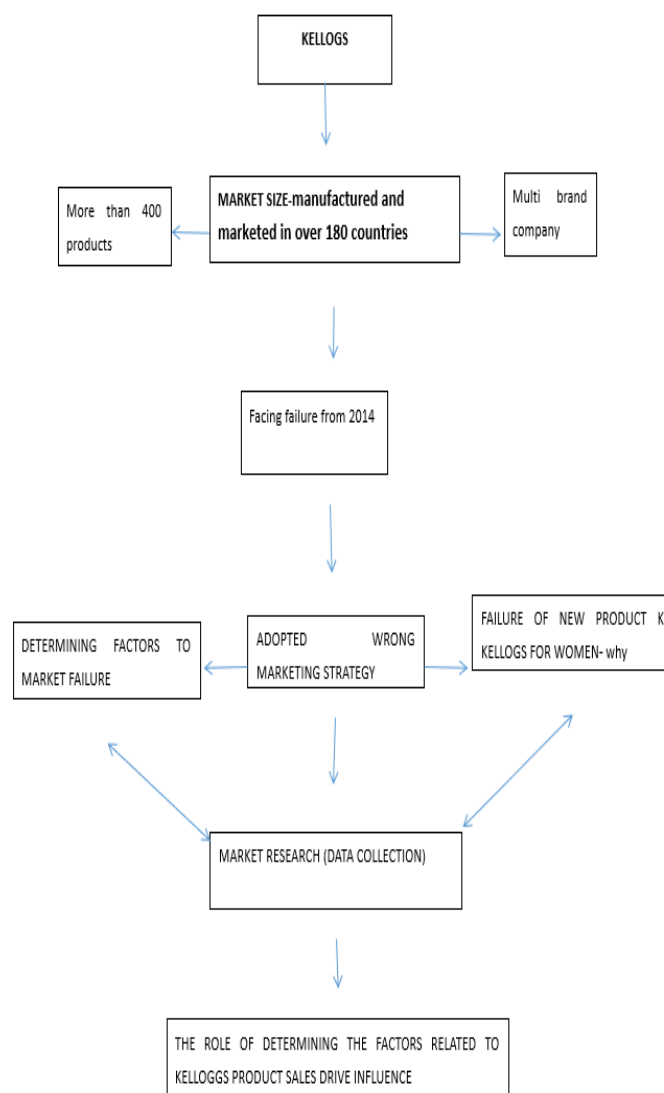 KELLOGS
More than 400
products
MARKET SIZE-manufactured and
marketed in over 180 countries
Multi brand
company
Facing failure from 2014
DETERMINING FACTORS TO
MARKET FAILURE
ADOPTED WRONG
MARKETING STRATEGY
FAILURE OF NEW PRODUCT K
KELLOGS FOR WOMEN- why
MARKET RESEARCH (DATA COLLECTION)
THE ROLE OF DETERMINING THE FACTORS RELATED TO
KELLOGGS PRODUCT SALES DRIVE INFLUENCE